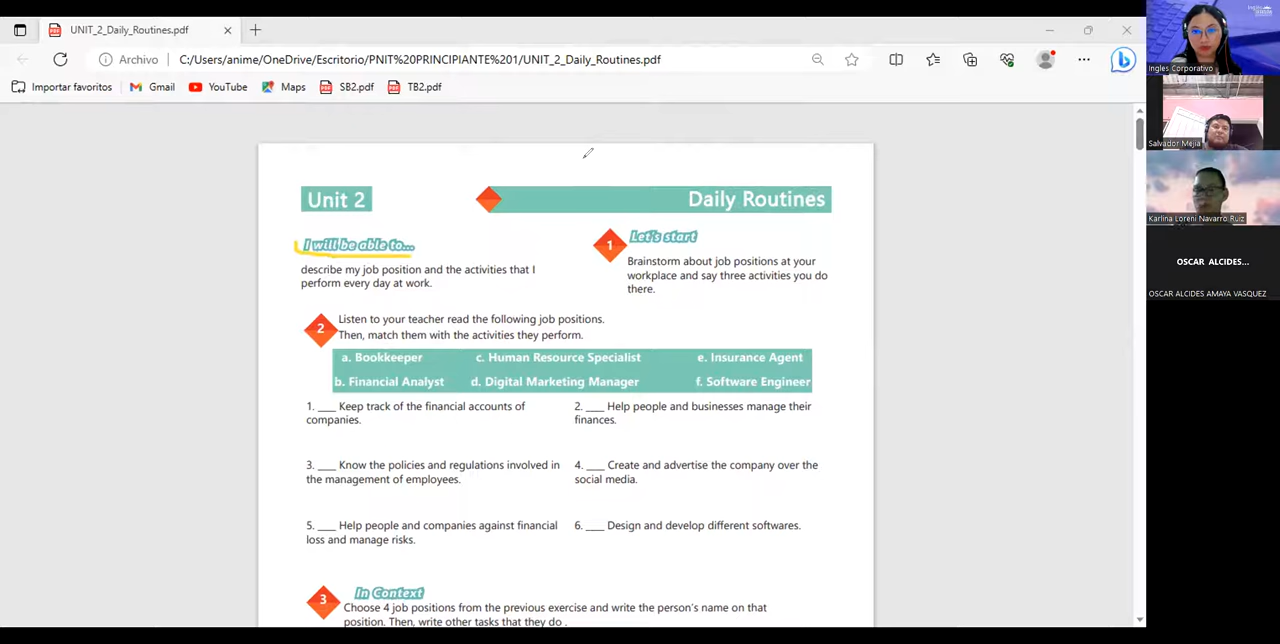 UNIT_2_Daily_Routines.pdf
Archivo
C:/Users/anime/OneDrive/Escritorio/PNIT%20PRINCIPIANTE%201/UNIT_2_Daily_Routines.pdf
Importar favoritos
Gmail
YouTube
Maps
SB2.pdf
TB2.pdf
Unit 2
Daily Routines
I will be able to...
describe my job position and the activities that I
perform every day at work.
1
Let's start
Brainstorm about job positions at your
workplace and say three activities you do
there.
2
Listen to your teacher read the following job positions.
Then, match them with the activities they perform.
a. Bookkeeper
c. Human Resource Specialist
e. Insurance Agent
b. Financial Analyst
d. Digital Marketing Manager
f. Software Engineer
1. ___ Keep track of the financial accounts of
companies.
2. ___ Help people and businesses manage their
finances.
3. ___ Know the policies and regulations involved in
the management of employees.
4. ___ Create and advertise the company over the
social media.
5. ___ Help people and companies against financial
loss and manage risks.
6. ___ Design and develop different softwares.
3
In Context
Choose 4 job positions from the previous exercise and write the person's name on that
position. Then, write other tasks that they do .
Ingles Corporativo
Salvador Mejia
Karlina Loreni Navarro Ruiz
OSCAR ALCIDES...
OSCAR ALCIDES AMAYA VASQUEZ